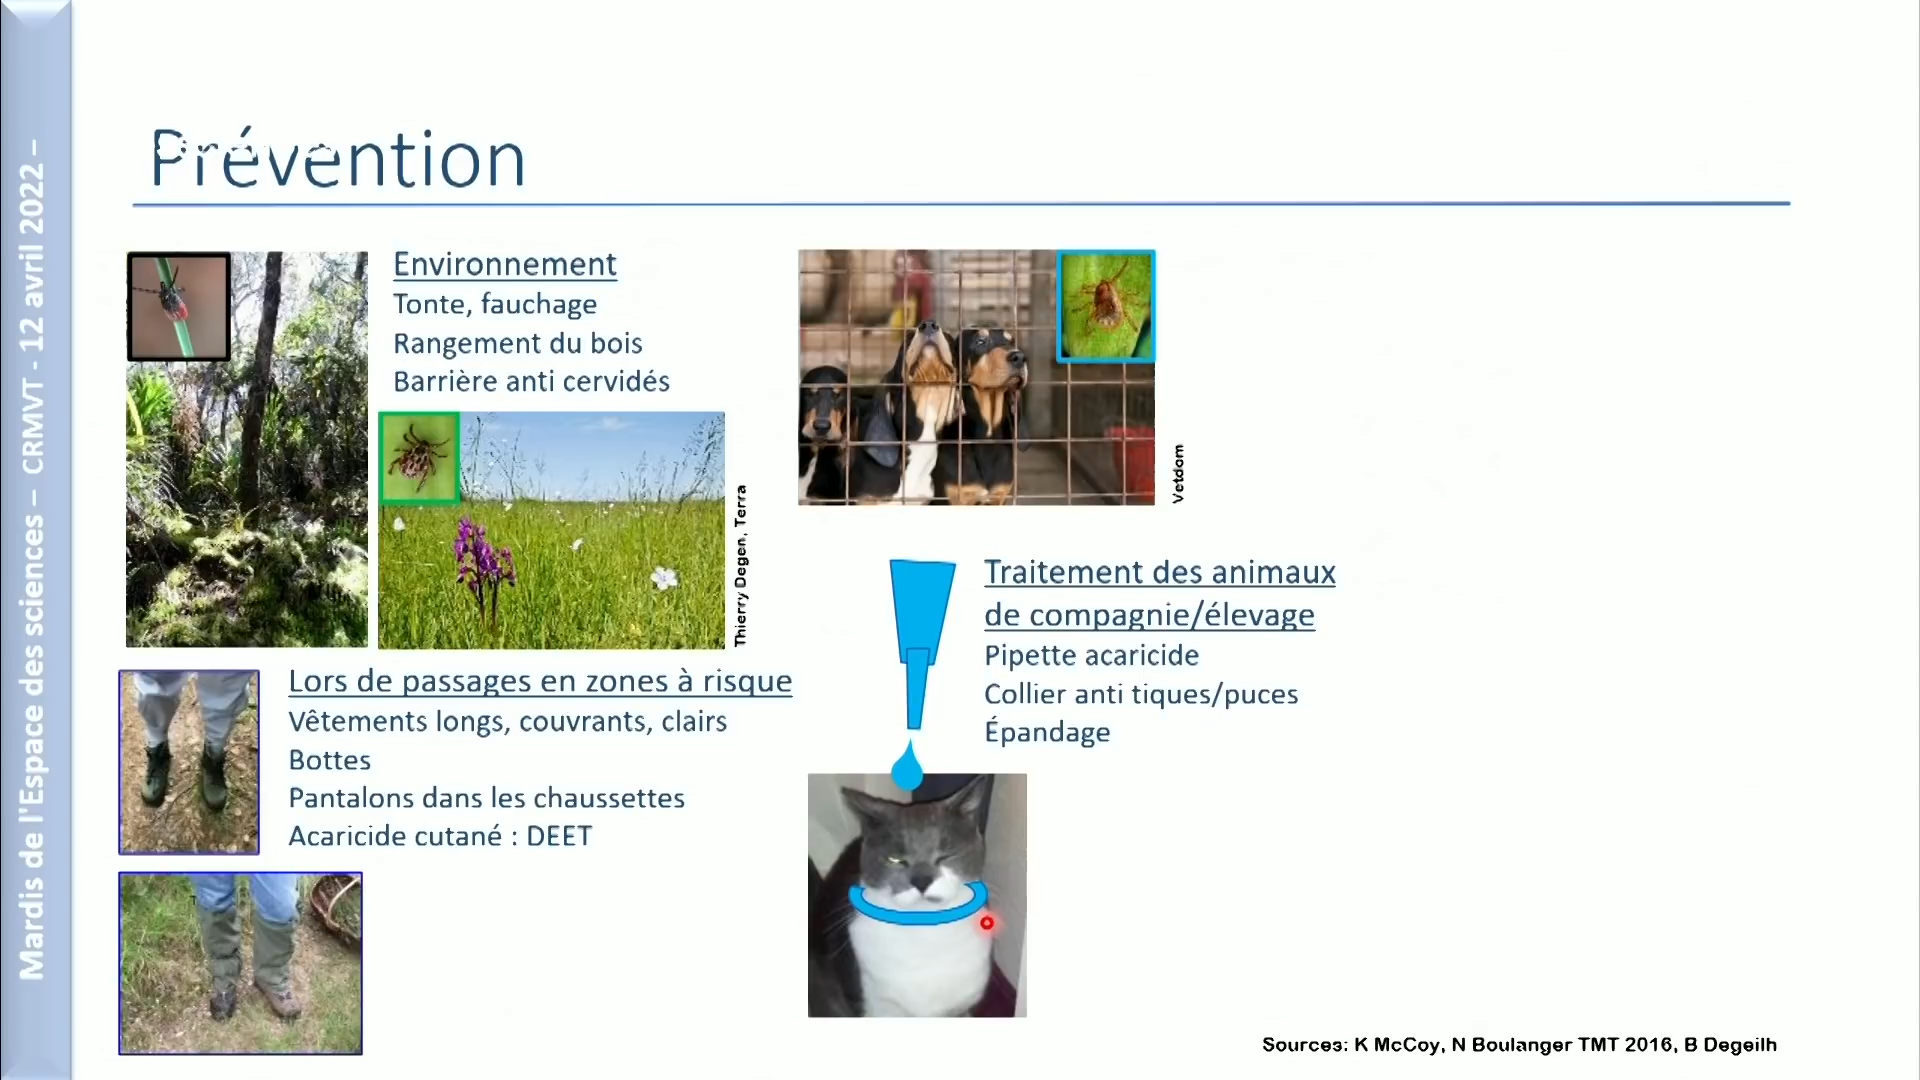 Mardis de l'Espace des sciences – CRMVT - 12 avril 2022 –
Prévention
Environnement
Tonte, fauchage
Rangement du bois
Barrière anti cervidés
Thierry Degen, Terra
Lors de passages en zones à risque
Vêtements longs, couvrants, clairs
Bottes
Pantalons dans les chaussettes
Acaricide cutané : DEET
Vetdom
Traitement des animaux
de compagnie/élevage
Pipette acaricide
Collier anti tiques/puces
Épandage
Sources: K McCoy, N Boulanger TMT 2016, B Degeilh